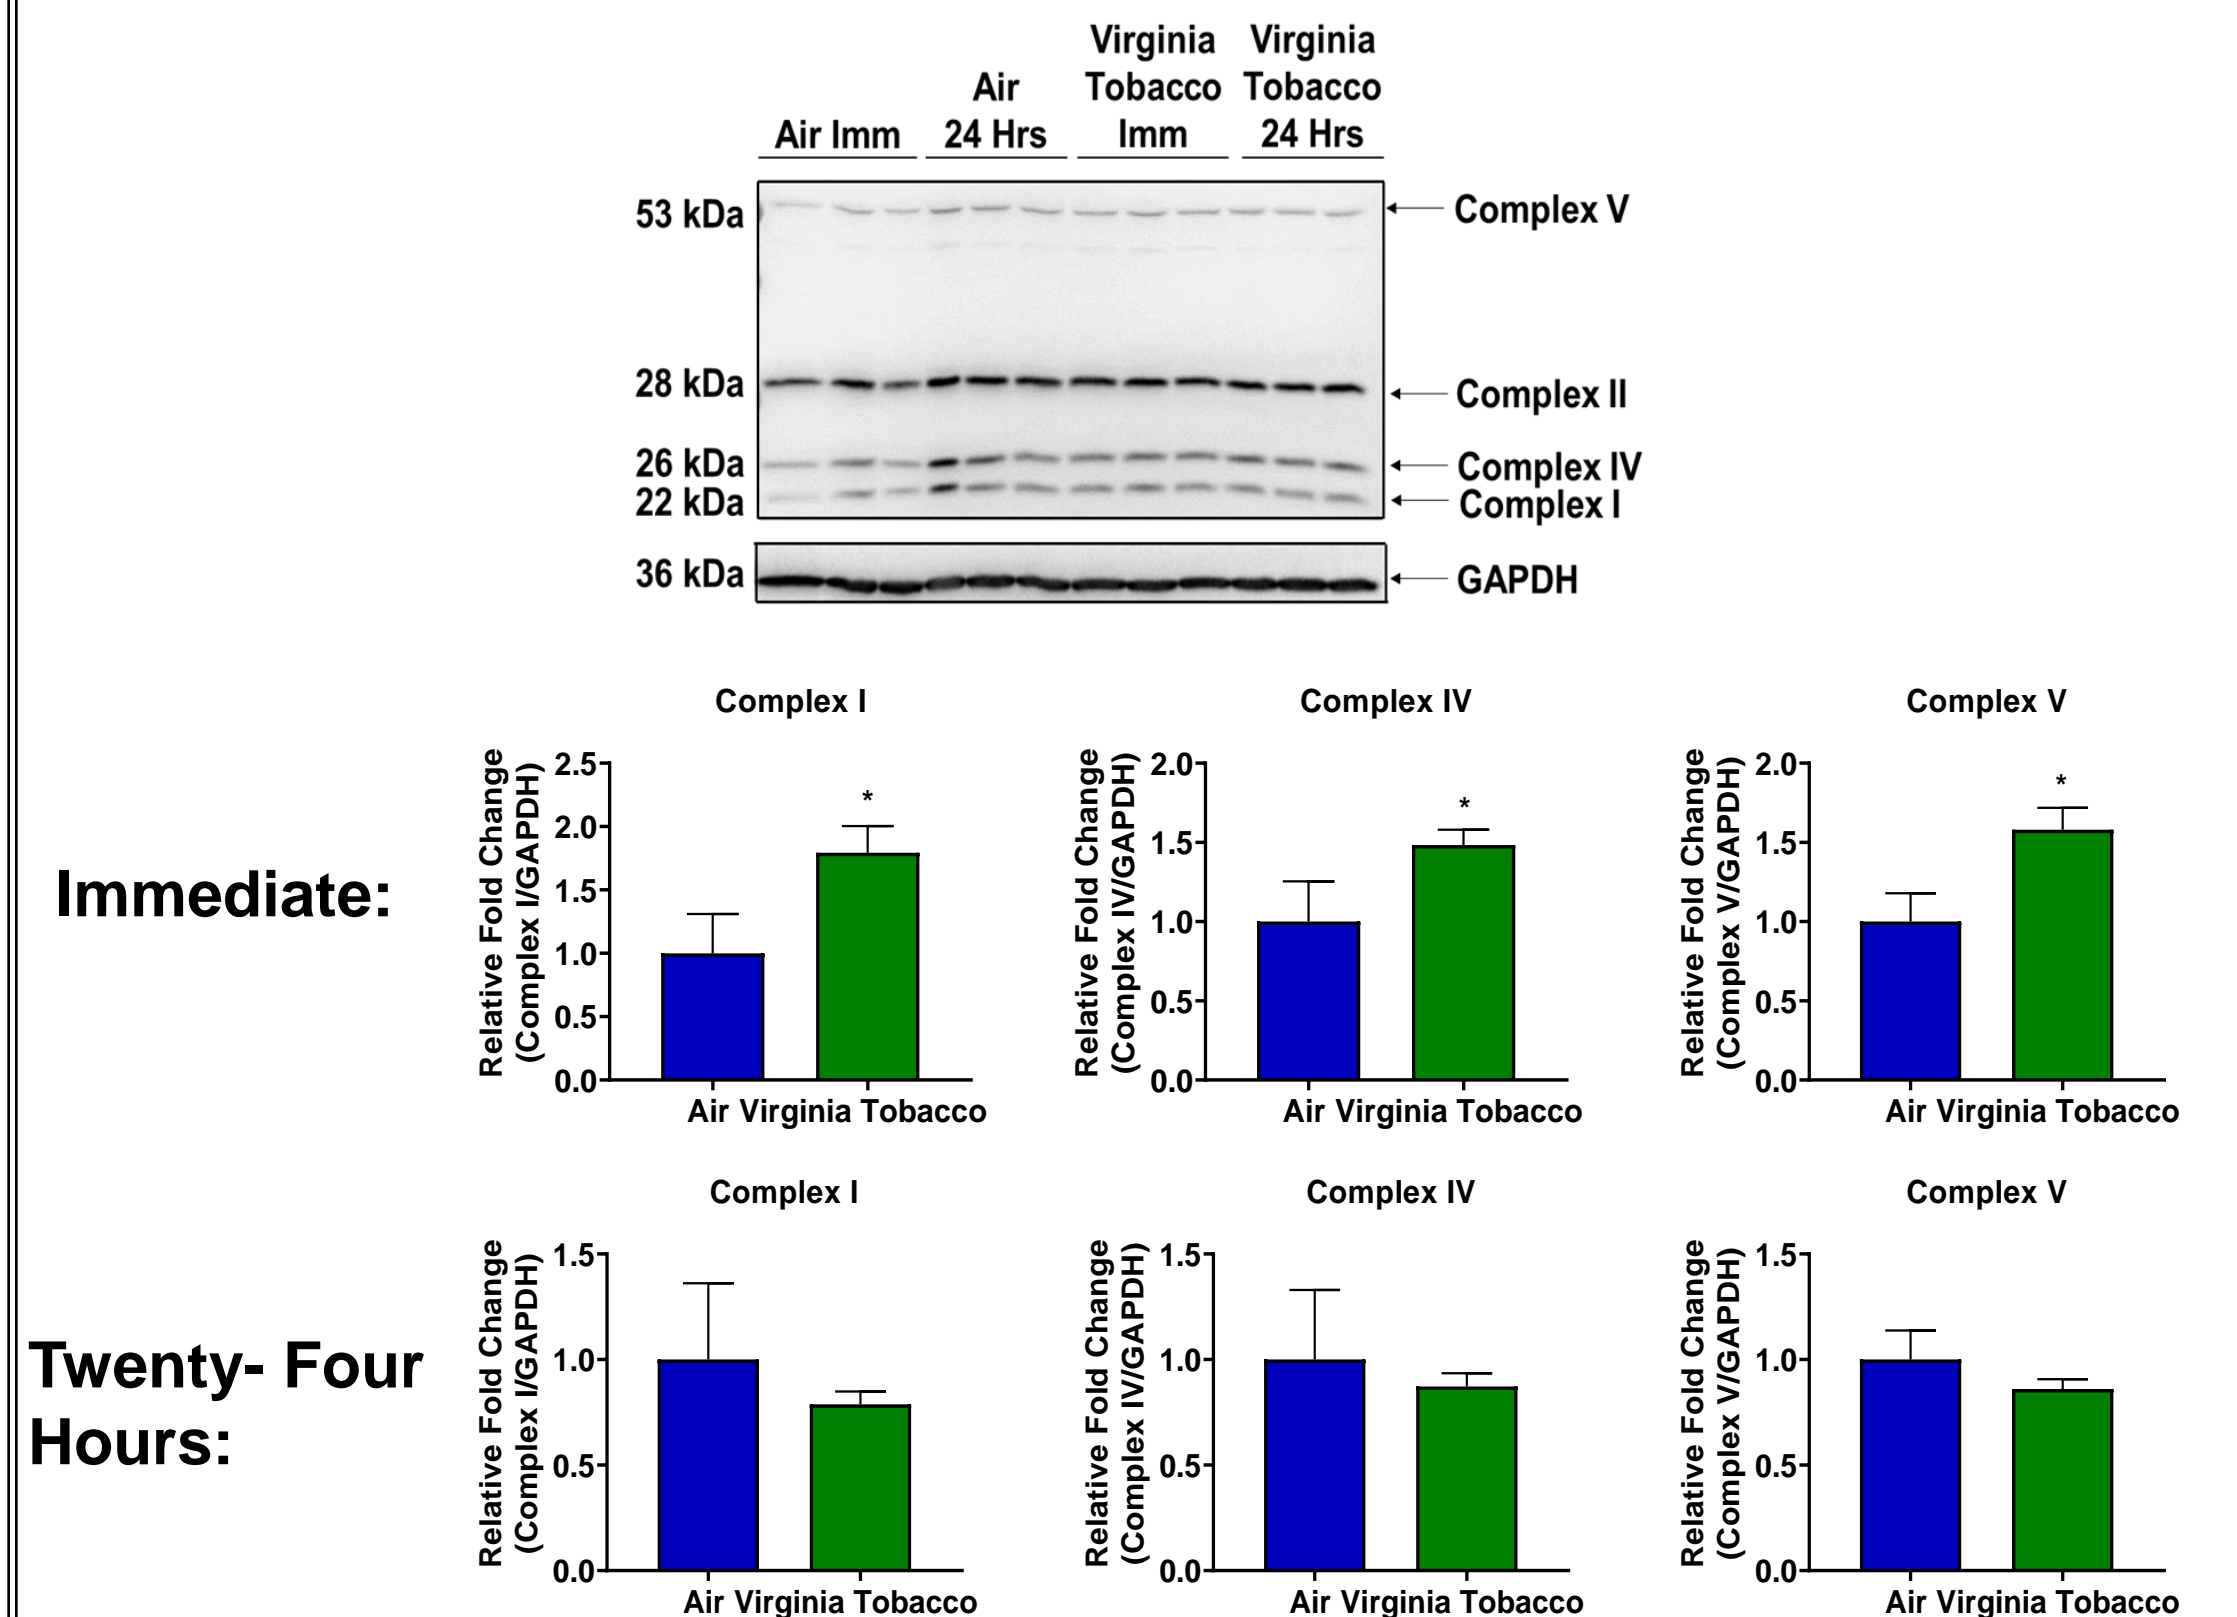 Virginia Virginia
Air Tobacco Tobacco
Air Imm 24 Hrs Imm 24 Hrs
53 kDa Complex V
28 kDa Complex II
26 kDa Complex IV
22 kDa Complex I
36 kDa GAPDH
Immediate:
Complex I
Relative Fold Change
(Complex I/GAPDH)
2.5
2.0
1.5
1.0
0.5
0.0
*
Air Virginia Tobacco
Complex IV
Relative Fold Change
(Complex IV/GAPDH)
2.0
1.5
1.0
0.5
0.0
*
Air Virginia Tobacco
Complex V
Relative Fold Change
(Complex V/GAPDH)
2.0
1.5
1.0
0.5
0.0
*
Air Virginia Tobacco
Twenty- Four
Hours:
Complex I
Relative Fold Change
(Complex I/GAPDH)
1.5
1.0
0.5
0.0
Air Virginia Tobacco
Complex IV
Relative Fold Change
(Complex IV/GAPDH)
1.5
1.0
0.5
0.0
Air Virginia Tobacco
Complex V
Relative Fold Change
(Complex V/GAPDH)
1.5
1.0
0.5
0.0
Air Virginia Tobacco